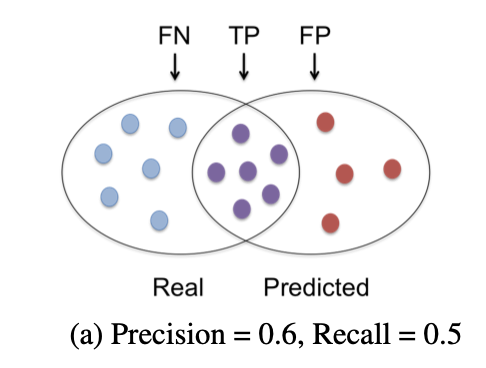 FN TP FP
Real Predicted
(a) Precision = 0.6, Recall = 0.5